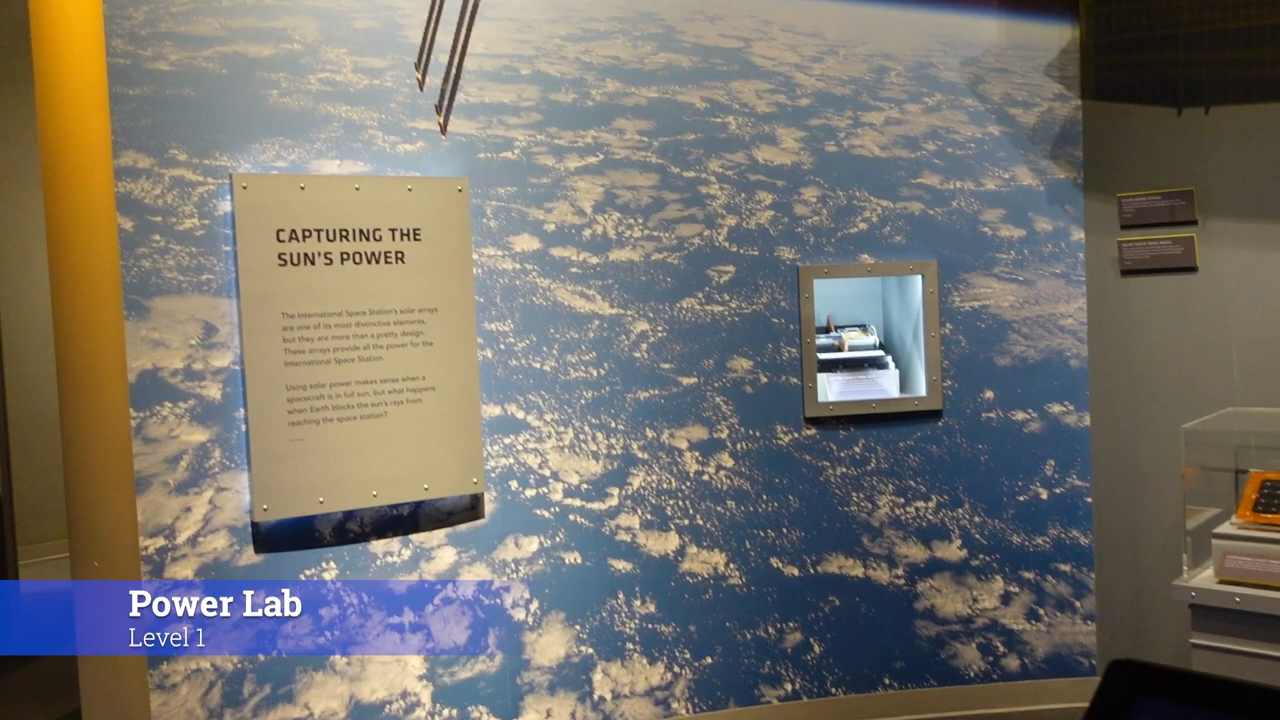 CAPTURING THE
SUN'S POWER
The International Space Station's solar arrays
are one of its most distinctive elements,
but they are more than a pretty design.
These arrays provide all the power for the
International Space Station.
Using solar power makes sense when a
spacecraft is in full sun, but what happens
when Earth blocks the sun's rays from
reaching the space station?
Power Lab
Level 1